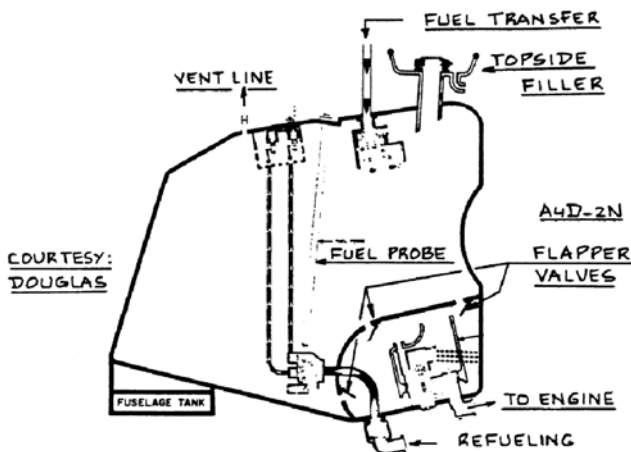 FUEL TRANSFER
TOPSIDE
FILLER
VENT LINE
A4D-2N
COURTESY:
DOUGLAS
FUEL PROBE
FLAPPER
VALVES
FUSELAGE TANK
TO ENGINE
REFUELING